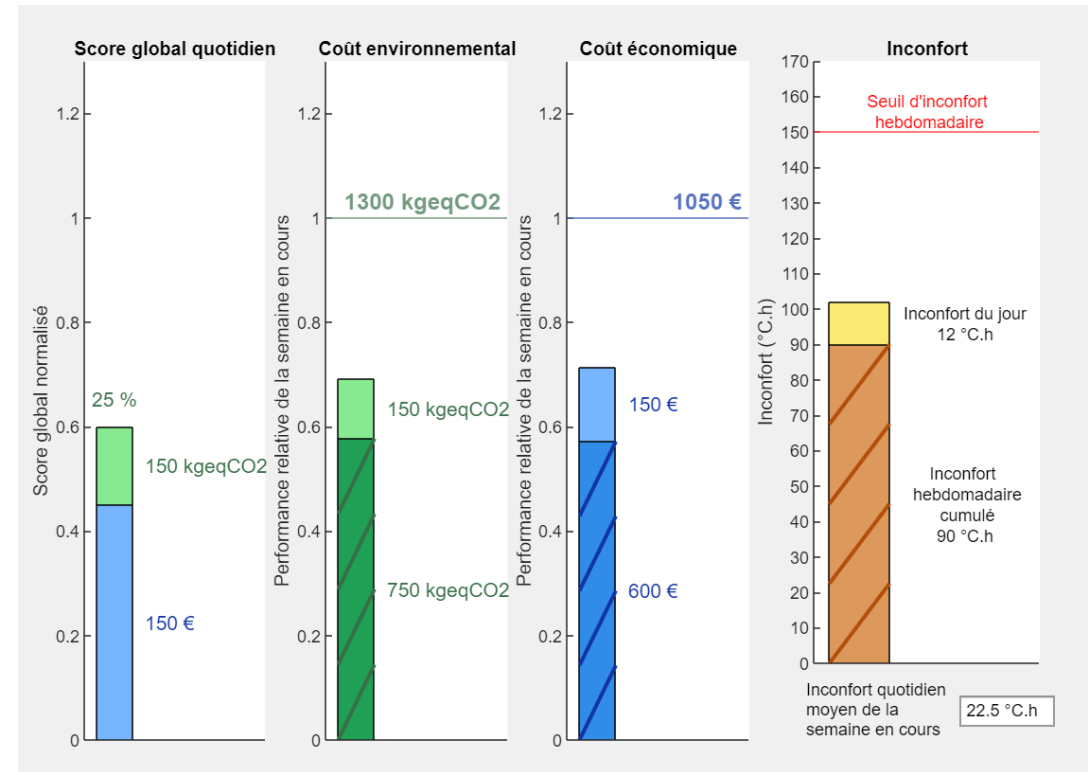 Score global quotidien
Score global normalisé
1.2
1
0.8
0.6
0.4
0.2
0
25 %
150 kgeqCO2
150 €
Coût environnemental
Performance relative de la semaine en cours
1.2
1
0.8
0.6
0.4
0.2
0
1300 kgeqCO2
150 kgeqCO2
750 kgeqCO2
Coût économique
Performance relative de la semaine en cours
1.2
1
0.8
0.6
0.4
0.2
0
1050 €
150 €
600 €
Inconfort
Inconfort (°C.h)
170
160
150
140
130
120
110
100
90
80
70
60
50
40
30
20
10
0
Seuil d'inconfort
hebdomadaire
Inconfort du jour
12 °C.h
Inconfort
hebdomadaire
cumulé
90 °C.h
Inconfort quotidien
moyen de la
semaine en cours
22.5 °C.h